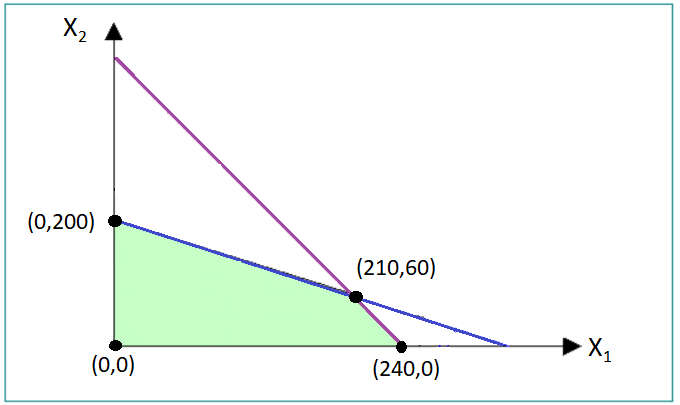 X₂
(0,200)
(210,60)
X₁
(0,0)
(240,0)